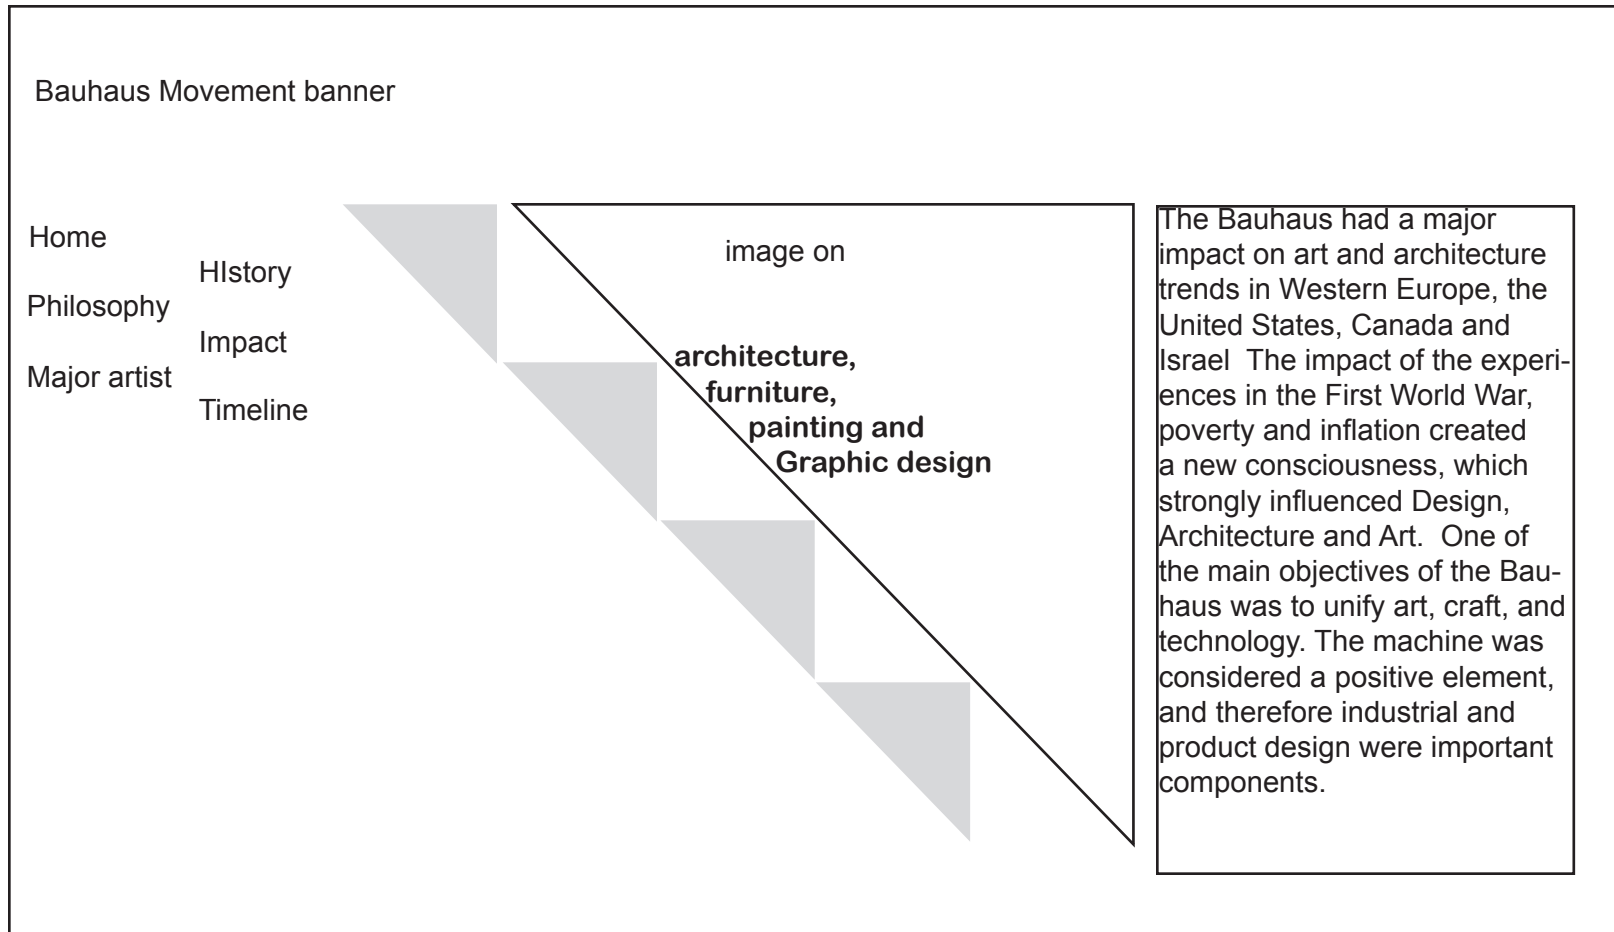 Bauhaus Movement banner
Home
HIstory
Philosophy
Impact
Major artist
Timeline
image on
architecture,
furniture,
painting and
Graphic design
The Bauhaus had a major
impact on art and architecture
trends in Western Europe, the
United States, Canada and
Israel  The impact of the experi-
ences in the First World War,
poverty and inflation created
a new consciousness, which
strongly influenced Design,
Architecture and Art.  One of
the main objectives of the Bau-
haus was to unify art, craft, and
technology. The machine was
considered a positive element,
and therefore industrial and
product design were important
components.